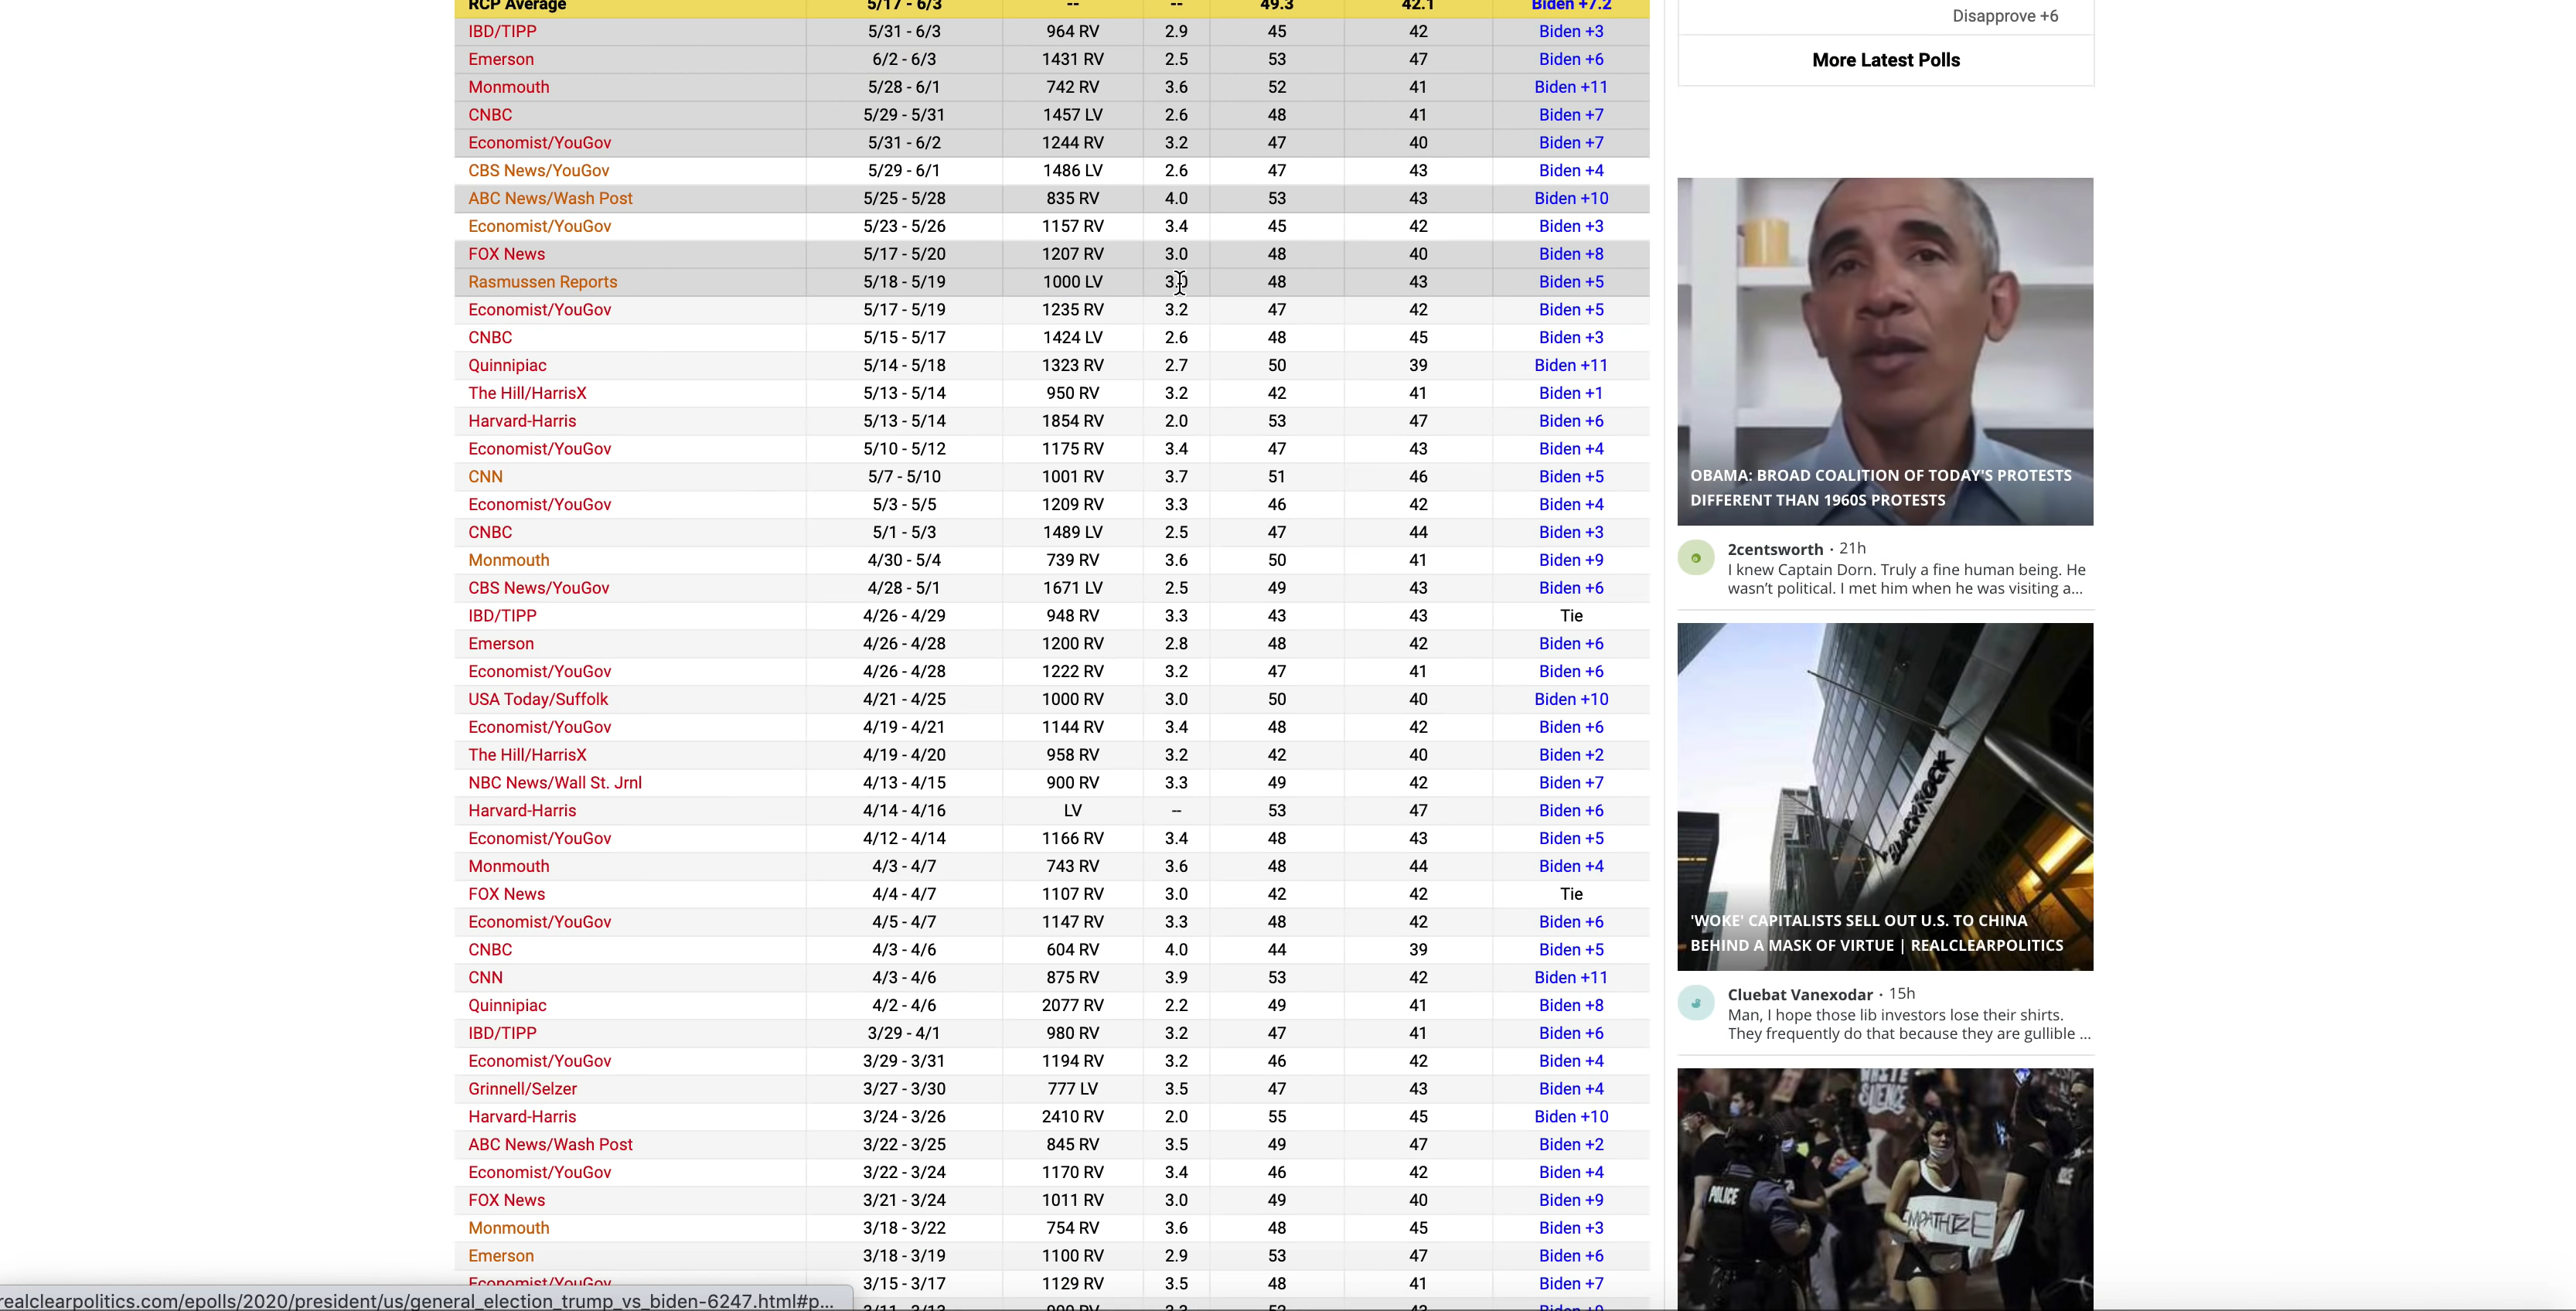 RCP Average 5/17 - 6/3 -- -- 49.3 42.1 Biden +7.2
IBD/TIPP 5/31 - 6/3 964 RV 2.9 45 42 Biden +3
Emerson 6/2 - 6/3 1431 RV 2.5 53 47 Biden +6
Monmouth 5/28 - 6/1 742 RV 3.6 52 41 Biden +11
CNBC 5/29 - 5/31 1457 LV 2.6 48 41 Biden +7
Economist/YouGov 5/31 - 6/2 1244 RV 3.2 47 40 Biden +7
CBS News/YouGov 5/29 - 6/1 1486 LV 2.6 47 43 Biden +4
ABC News/Wash Post 5/25 - 5/28 835 RV 4.0 53 43 Biden +10
Economist/YouGov 5/23 - 5/26 1157 RV 3.4 45 42 Biden +3
FOX News 5/17 - 5/20 1207 RV 3.0 48 40 Biden +8
Rasmussen Reports 5/18 - 5/19 1000 LV 3.0 48 43 Biden +5
Economist/YouGov 5/17 - 5/19 1235 RV 3.2 47 42 Biden +5
CNBC 5/15 - 5/17 1424 LV 2.6 48 45 Biden +3
Quinnipiac 5/14 - 5/18 1323 RV 2.7 50 39 Biden +11
The Hill/HarrisX 5/13 - 5/14 950 RV 3.2 42 41 Biden +1
Harvard-Harris 5/13 - 5/14 1854 RV 2.0 53 47 Biden +6
Economist/YouGov 5/10 - 5/12 1175 RV 3.4 47 43 Biden +4
CNN 5/7 - 5/10 1001 RV 3.7 51 46 Biden +5
Economist/YouGov 5/3 - 5/5 1209 RV 3.3 46 42 Biden +4
CNBC 5/1 - 5/3 1489 LV 2.5 47 44 Biden +3
Monmouth 4/30 - 5/4 739 RV 3.6 50 41 Biden +9
CBS News/YouGov 4/28 - 5/1 1671 LV 2.5 49 43 Biden +6
IBD/TIPP 4/26 - 4/29 948 RV 3.3 43 43 Tie
Emerson 4/26 - 4/28 1200 RV 2.8 48 42 Biden +6
Economist/YouGov 4/26 - 4/28 1222 RV 3.2 47 41 Biden +6
USA Today/Suffolk 4/21 - 4/25 1000 RV 3.0 50 40 Biden +10
Economist/YouGov 4/19 - 4/21 1144 RV 3.4 48 42 Biden +6
The Hill/HarrisX 4/19 - 4/20 958 RV 3.2 42 40 Biden +2
NBC News/Wall St. Jrnl 4/13 - 4/15 900 RV 3.3 49 42 Biden +7
Harvard-Harris 4/14 - 4/16 LV -- 53 47 Biden +6
Economist/YouGov 4/12 - 4/14 1166 RV 3.4 48 43 Biden +5
Monmouth 4/3 - 4/7 743 RV 3.6 48 44 Biden +4
FOX News 4/4 - 4/7 1107 RV 3.0 42 42 Tie
Economist/YouGov 4/5 - 4/7 1147 RV 3.3 48 42 Biden +6
CNBC 4/3 - 4/6 604 RV 4.0 44 39 Biden +5
CNN 4/3 - 4/6 875 RV 3.9 53 42 Biden +11
Quinnipiac 4/2 - 4/6 2077 RV 2.2 49 41 Biden +8
IBD/TIPP 3/29 - 4/1 980 RV 3.2 47 41 Biden +6
Economist/YouGov 3/29 - 3/31 1194 RV 3.2 46 42 Biden +4
Grinnell/Selzer 3/27 - 3/30 777 LV 3.5 47 43 Biden +4
Harvard-Harris 3/24 - 3/26 2410 RV 2.0 55 45 Biden +10
ABC News/Wash Post 3/22 - 3/25 845 RV 3.5 49 47 Biden +2
Economist/YouGov 3/22 - 3/24 1170 RV 3.4 46 42 Biden +4
FOX News 3/21 - 3/24 1011 RV 3.0 49 40 Biden +9
Monmouth 3/18 - 3/22 754 RV 3.6 48 45 Biden +3
Emerson 3/18 - 3/19 1100 RV 2.9 53 47 Biden +6
Economist/YouGov 3/15 - 3/17 1129 RV 3.5 48 41 Biden +7
realclearpolitics.com/epolls/2020/president/us/general_election_trump_vs_biden-6247.html#p...
Disapprove +6
More Latest Polls
OBAMA: BROAD COALITION OF TODAY'S PROTESTS
DIFFERENT THAN 1960S PROTESTS
2centsworth · 21h
I knew Captain Dorn. Truly a fine human being. He
wasn't political. I met him when he was visiting a...
BLACKROCK
'WOKE' CAPITALISTS SELL OUT U.S. TO CHINA
BEHIND A MASK OF VIRTUE | REALCLEARPOLITICS
Cluebat Vanexodar · 15h
Man, I hope those lib investors lose their shirts.
They frequently do that because they are gullible ...
SILENCE
POLICE
EMPATHIZE